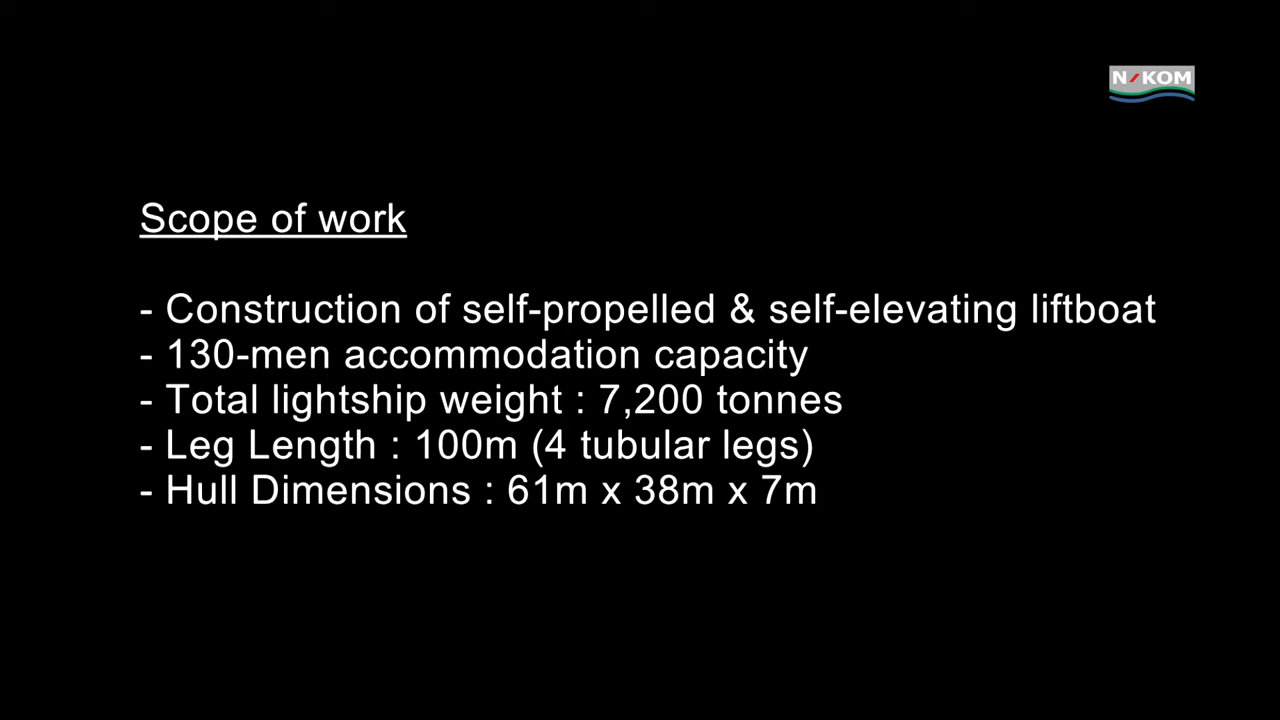 N-KOM
Scope of work
- Construction of self-propelled & self-elevating liftboat
- 130-men accommodation capacity
- Total lightship weight : 7,200 tonnes
- Leg Length : 100m (4 tubular legs)
- Hull Dimensions : 61m x 38m x 7m